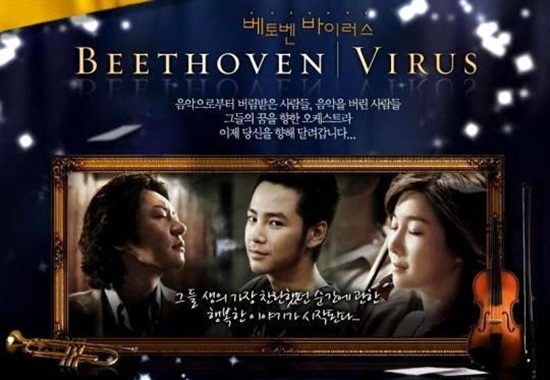 베토벤 바이러스
BEETHOVEN | VIRUS
음악으로부터 버림받은 사람들, 음악을 버린 사람들
그들의 꿈을 향한 오케스트라
이제 당신을 향해 달려갑니다...
그들 생의 가장 찬란했던 순간에 관한
행복한 이야기가 시작된다...